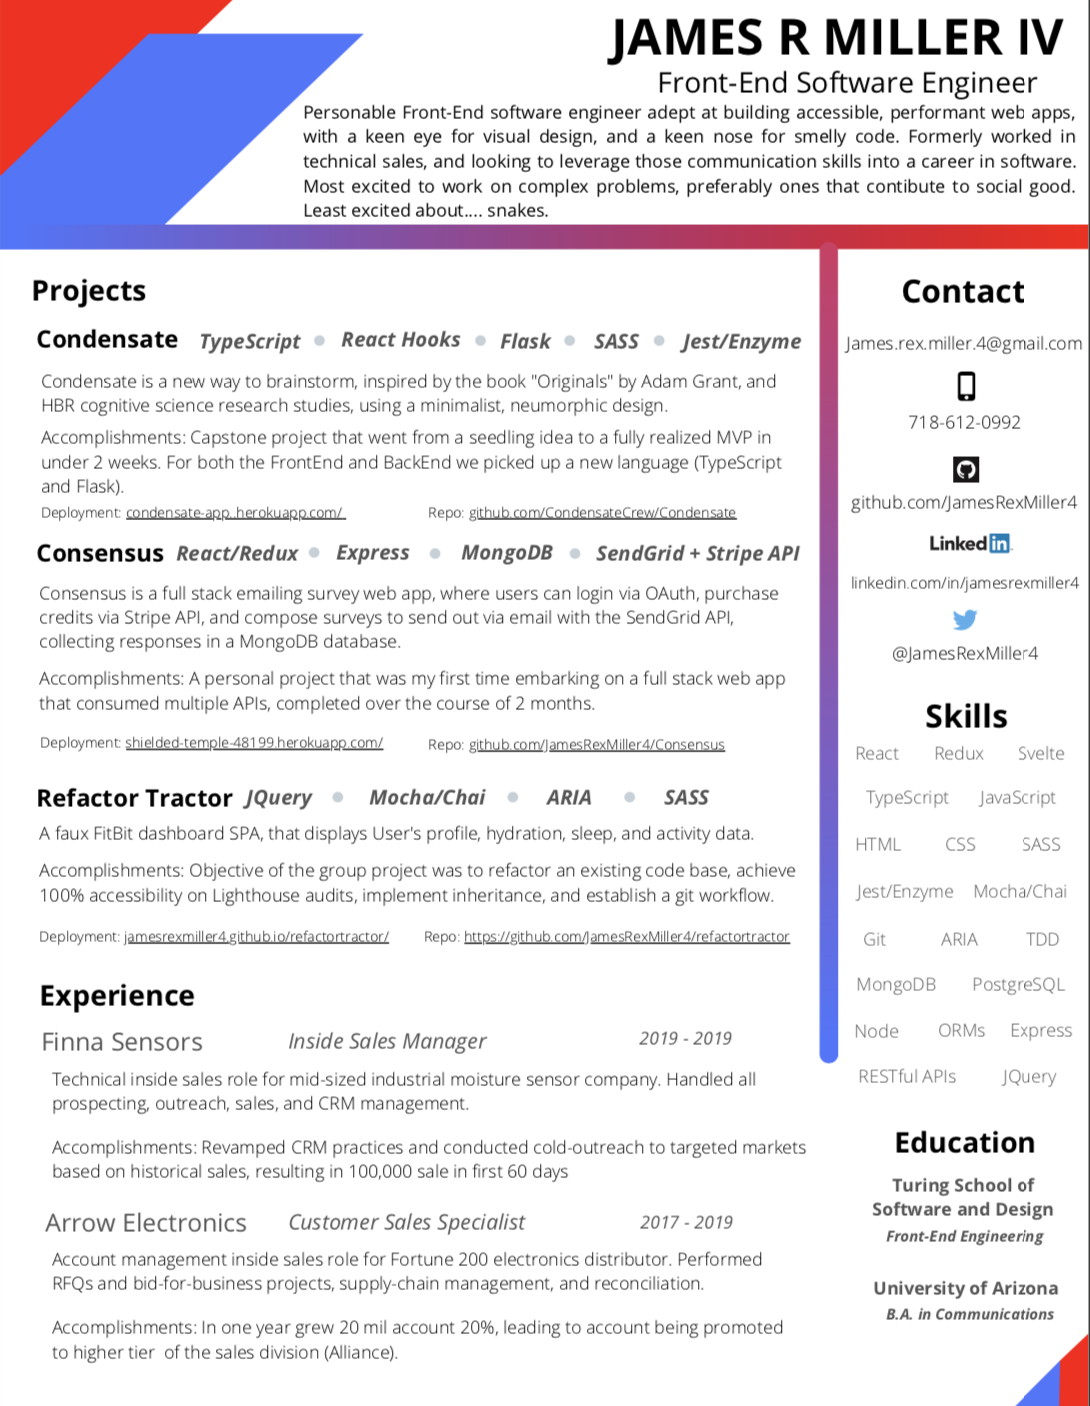 JAMES R MILLER IV
Front-End Software Engineer
Personable Front-End software engineer adept at building accessible, performant web apps,
with a keen eye for visual design, and a keen nose for smelly code. Formerly worked in
technical sales, and looking to leverage those communication skills into a career in software.
Most excited to work on complex problems, preferably ones that contibute to social good.
Least excited about.... snakes.
Projects
Condensate TypeScript React Hooks Flask SASS Jest/Enzyme
Condensate is a new way to brainstorm, inspired by the book "Originals" by Adam Grant, and
HBR cognitive science research studies, using a minimalist, neumorphic design.
Accomplishments: Capstone project that went from a seedling idea to a fully realized MVP in
under 2 weeks. For both the FrontEnd and BackEnd we picked up a new language (TypeScript
and Flask).
Deployment: condensate-app..herokuapp.com/ Repo: github.com/CondensateCrew/Condensate
Consensus React/Redux Express MongoDB SendGrid + Stripe API
Consensus is a full stack emailing survey web app, where users can login via OAuth, purchase
credits via Stripe API, and compose surveys to send out via email with the SendGrid API,
collecting responses in a MongoDB database.
Accomplishments: A personal project that was my first time embarking on a full stack web app
that consumed multiple APIs, completed over the course of 2 months.
Deployment: shielded-temple-48199.herokuapp.com/ Repo: github.com/JamesRexMiller4/Consensus
Refactor Tractor JQuery Mocha/Chai ARIA SASS
A faux FitBit dashboard SPA, that displays User's profile, hydration, sleep, and activity data.
Accomplishments: Objective of the group project was to refactor an existing code base, achieve
100% accessibility on Lighthouse audits, implement inheritance, and establish a git workflow.
Deployment: jamesrexmiller4.github.io/refactortractor/ Repo: https://github.com/JamesRexMiller4/refactortractor
Experience
Finna Sensors Inside Sales Manager 2019 - 2019
Technical inside sales role for mid-sized industrial moisture sensor company. Handled all
prospecting, outreach, sales, and CRM management.
Accomplishments: Revamped CRM practices and conducted cold-outreach to targeted markets
based on historical sales, resulting in 100,000 sale in first 60 days
Arrow Electronics Customer Sales Specialist 2017 - 2019
Account management inside sales role for Fortune 200 electronics distributor. Performed
RFQs and bid-for-business projects, supply-chain management, and reconciliation.
Accomplishments: In one year grew 20 mil account 20%, leading to account being promoted
to higher tier of the sales division (Alliance).
Contact
James.rex.miller.4@gmail.com
718-612-0992
github.com/JamesRexMiller4
Linked in
linkedin.com/in/jamesrexmiller4
@JamesRexMiller4
Skills
React Redux Svelte
TypeScript JavaScript
HTML CSS SASS
Jest/Enzyme Mocha/Chai
Git ARIA TDD
MongoDB PostgreSQL
Node ORMs Express
RESTful APIs JQuery
Education
Turing School of
Software and Design
Front-End Engineering
University of Arizona
B.A. in Communications